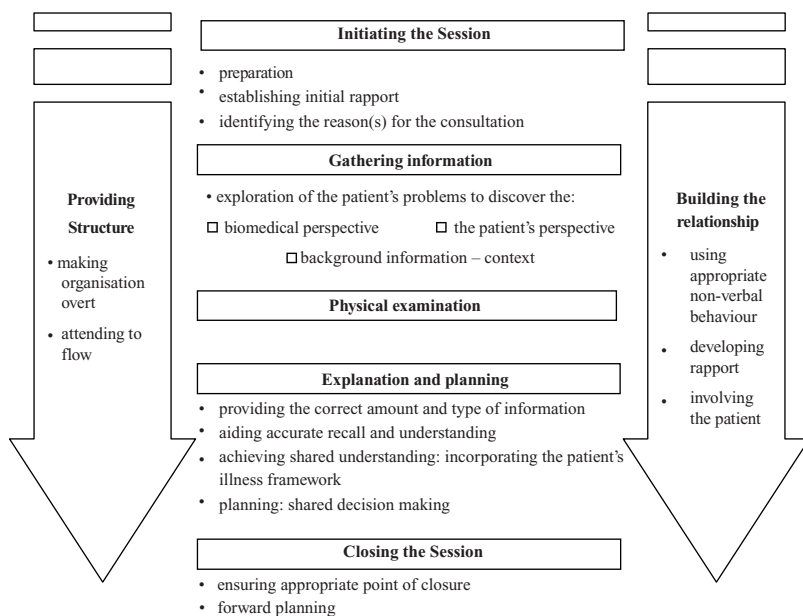 Initiating the Session
• preparation
• establishing initial rapport
• identifying the reason(s) for the consultation
Gathering information
• exploration of the patient's problems to discover the:
biomedical perspective
the patient's perspective
background information – context
Physical examination
Explanation and planning
• providing the correct amount and type of information
• aiding accurate recall and understanding
• achieving shared understanding: incorporating the patient's
illness framework
• planning: shared decision making
Closing the Session
• ensuring appropriate point of closure
• forward planning
Providing
Structure
• making
organisation
overt
• attending to
flow
Building the
relationship
• using
appropriate
non-verbal
behaviour
• developing
rapport
• involving
the patient